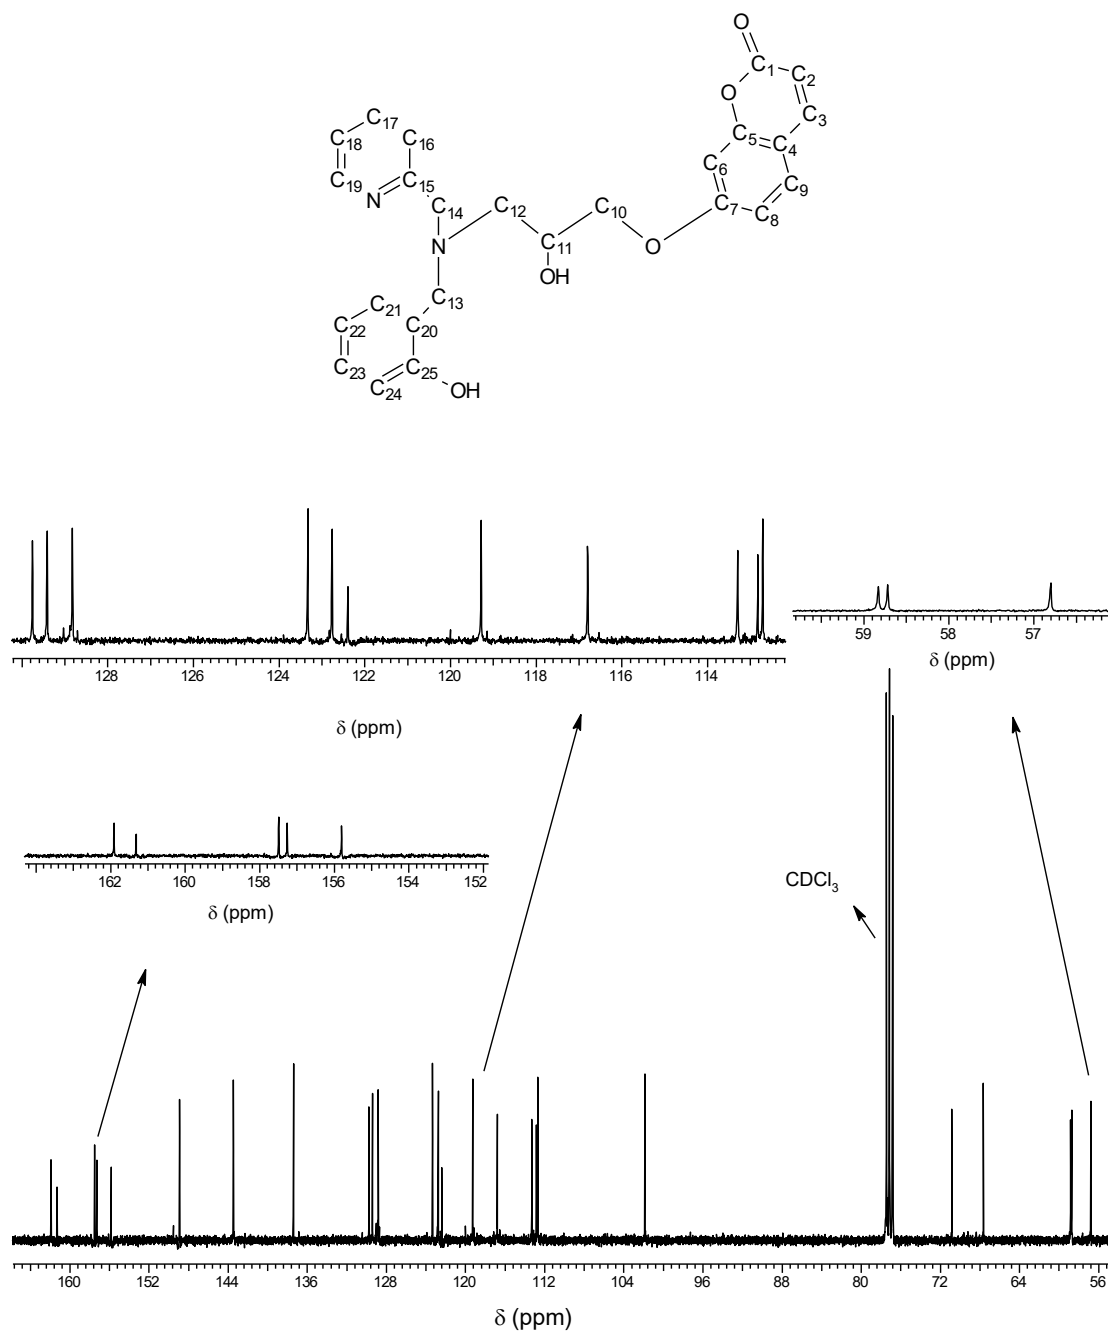 O
C1 C2
O C3
C17
C18 C16 C5 C4
C6
C19 C15 C9
N C14 C12 C10 C7 C8
N C11 O
OH
C13
C21
C22 C20
C23 C25
C24 OH
128 126 124 122 120 118 116 114
δ (ppm)
59 58 57
δ (ppm)
162 160 158 156 154 152
δ (ppm)
CDCl3
160 152 144 136 128 120 112 104 96 88 80 72 64 56
δ (ppm)